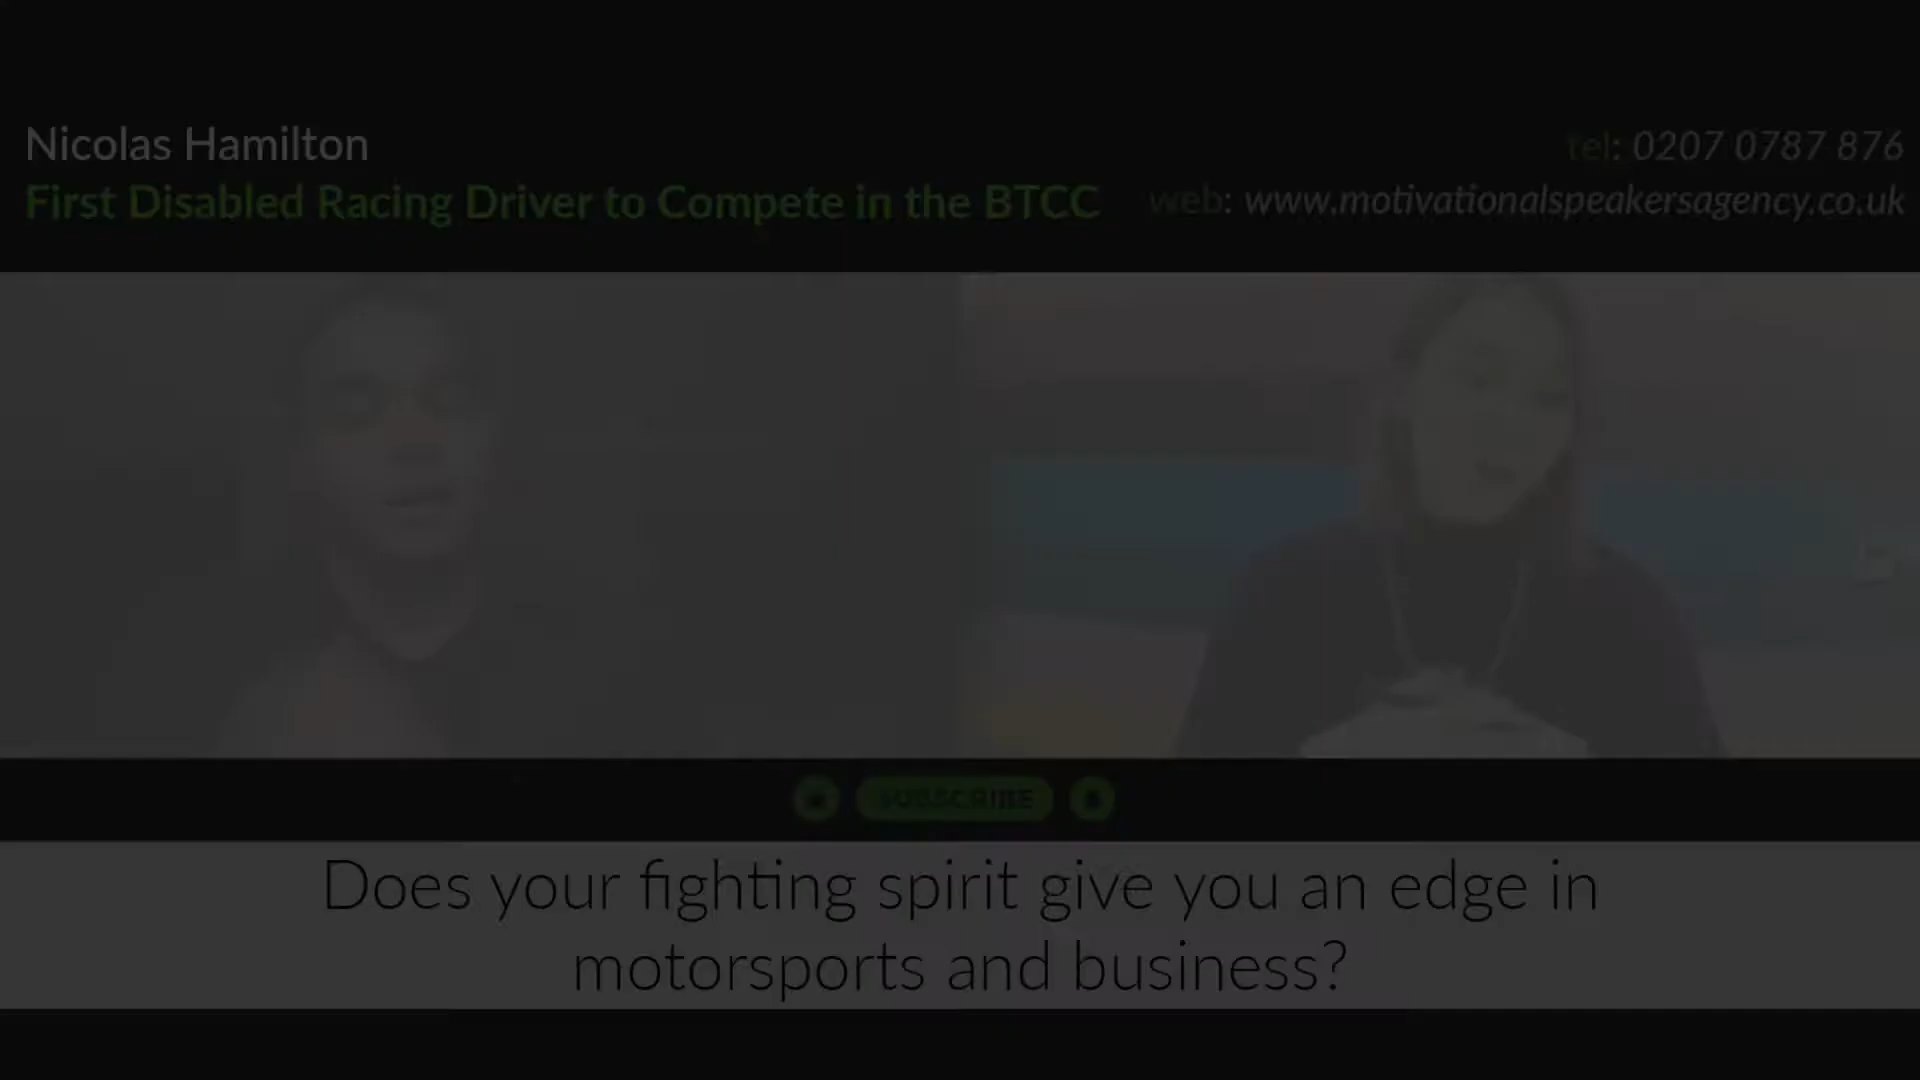 Nicolas Hamilton
First Disabled Racing Driver to Compete in the BTCC
tel: 0207 0787 876
web: www.motivationalspeakersagency.co.uk
SUBSCRIBE
Does your fighting spirit give you an edge in
motorsports and business?